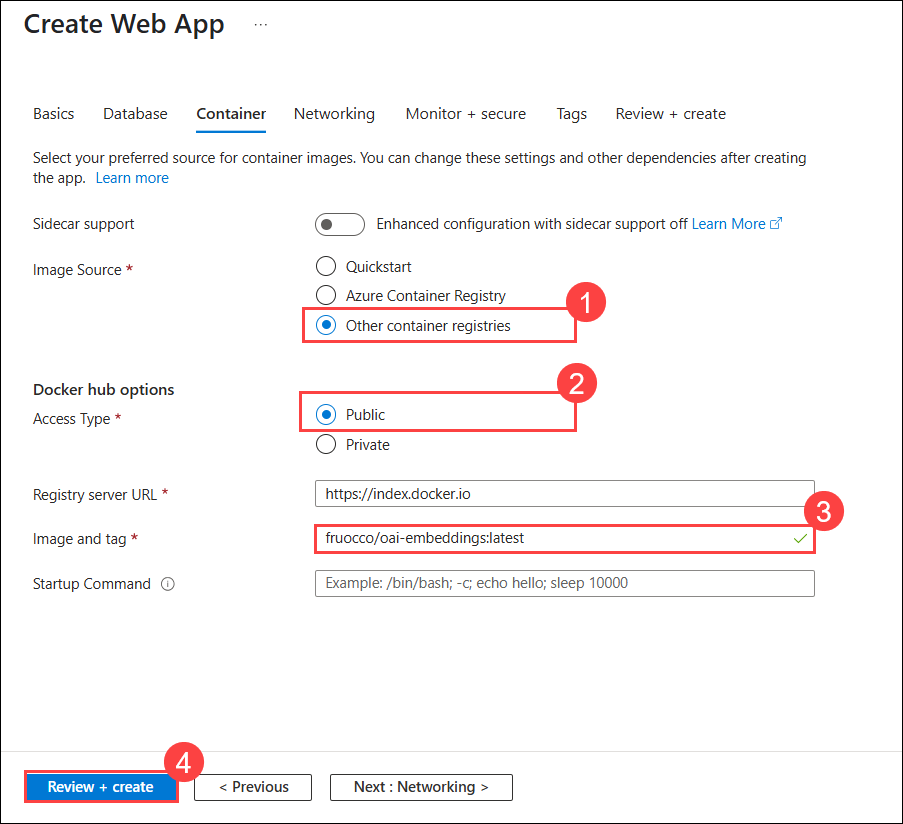 Create Web App ...
Basics Database Container Networking Monitor + secure Tags Review + create
Select your preferred source for container images. You can change these settings and other dependencies after creating
the app. Learn more
Sidecar support Enhanced configuration with sidecar support off Learn More
Image Source * Quickstart
Azure Container Registry
1
Other container registries
Docker hub options
2
Access Type * Public
Private
Registry server URL * https://index.docker.io
3
Image and tag * fruocco/oai-embeddings:latest
Startup Command Example: /bin/bash; -c; echo hello; sleep 10000
4
Review + create < Previous Next : Networking >